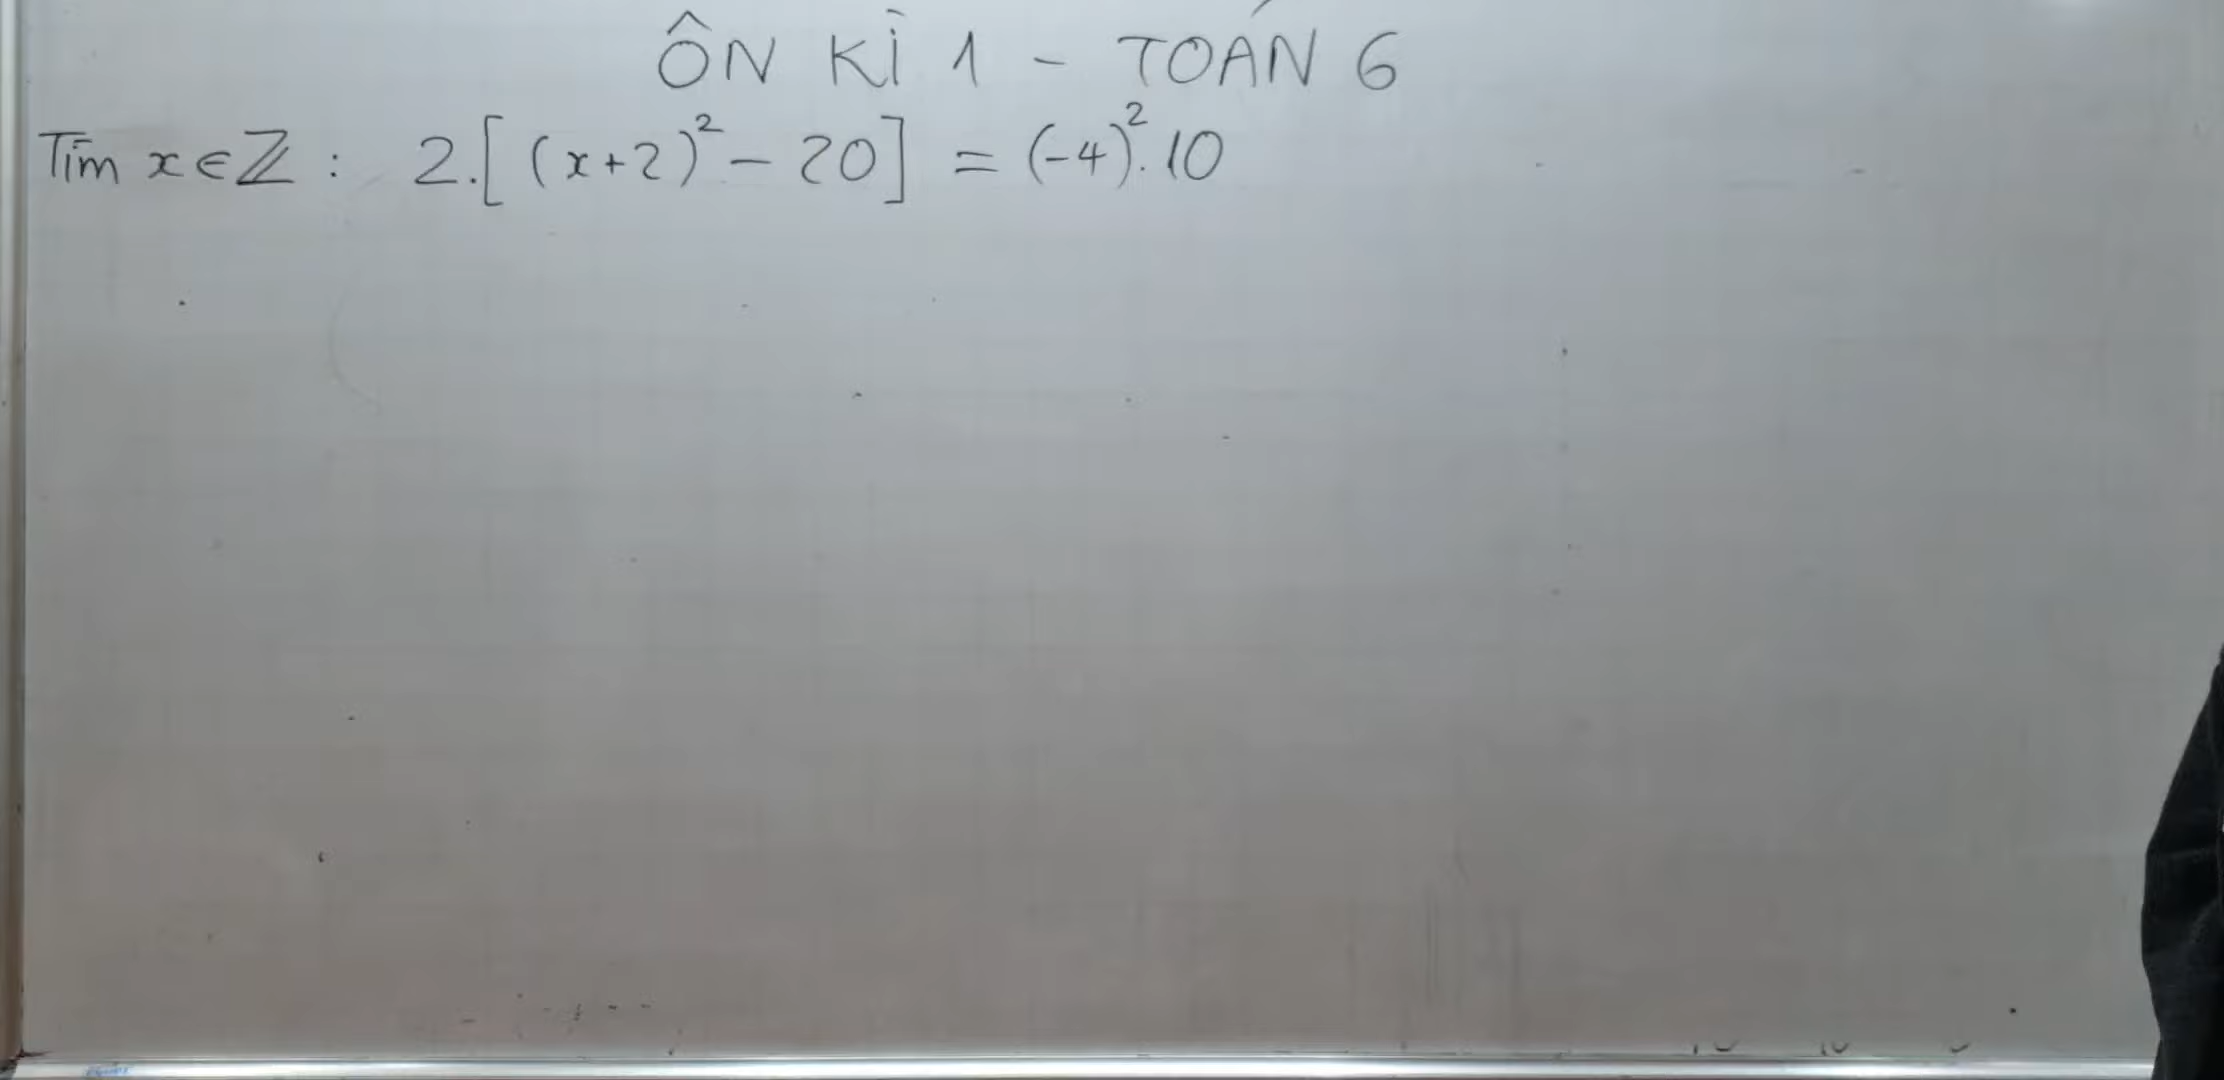 ÔN KÌ 1 - TOÁN 6
Tìm x ∈ ℤ : 2.[(x+2)² - 20] = (-4)².10